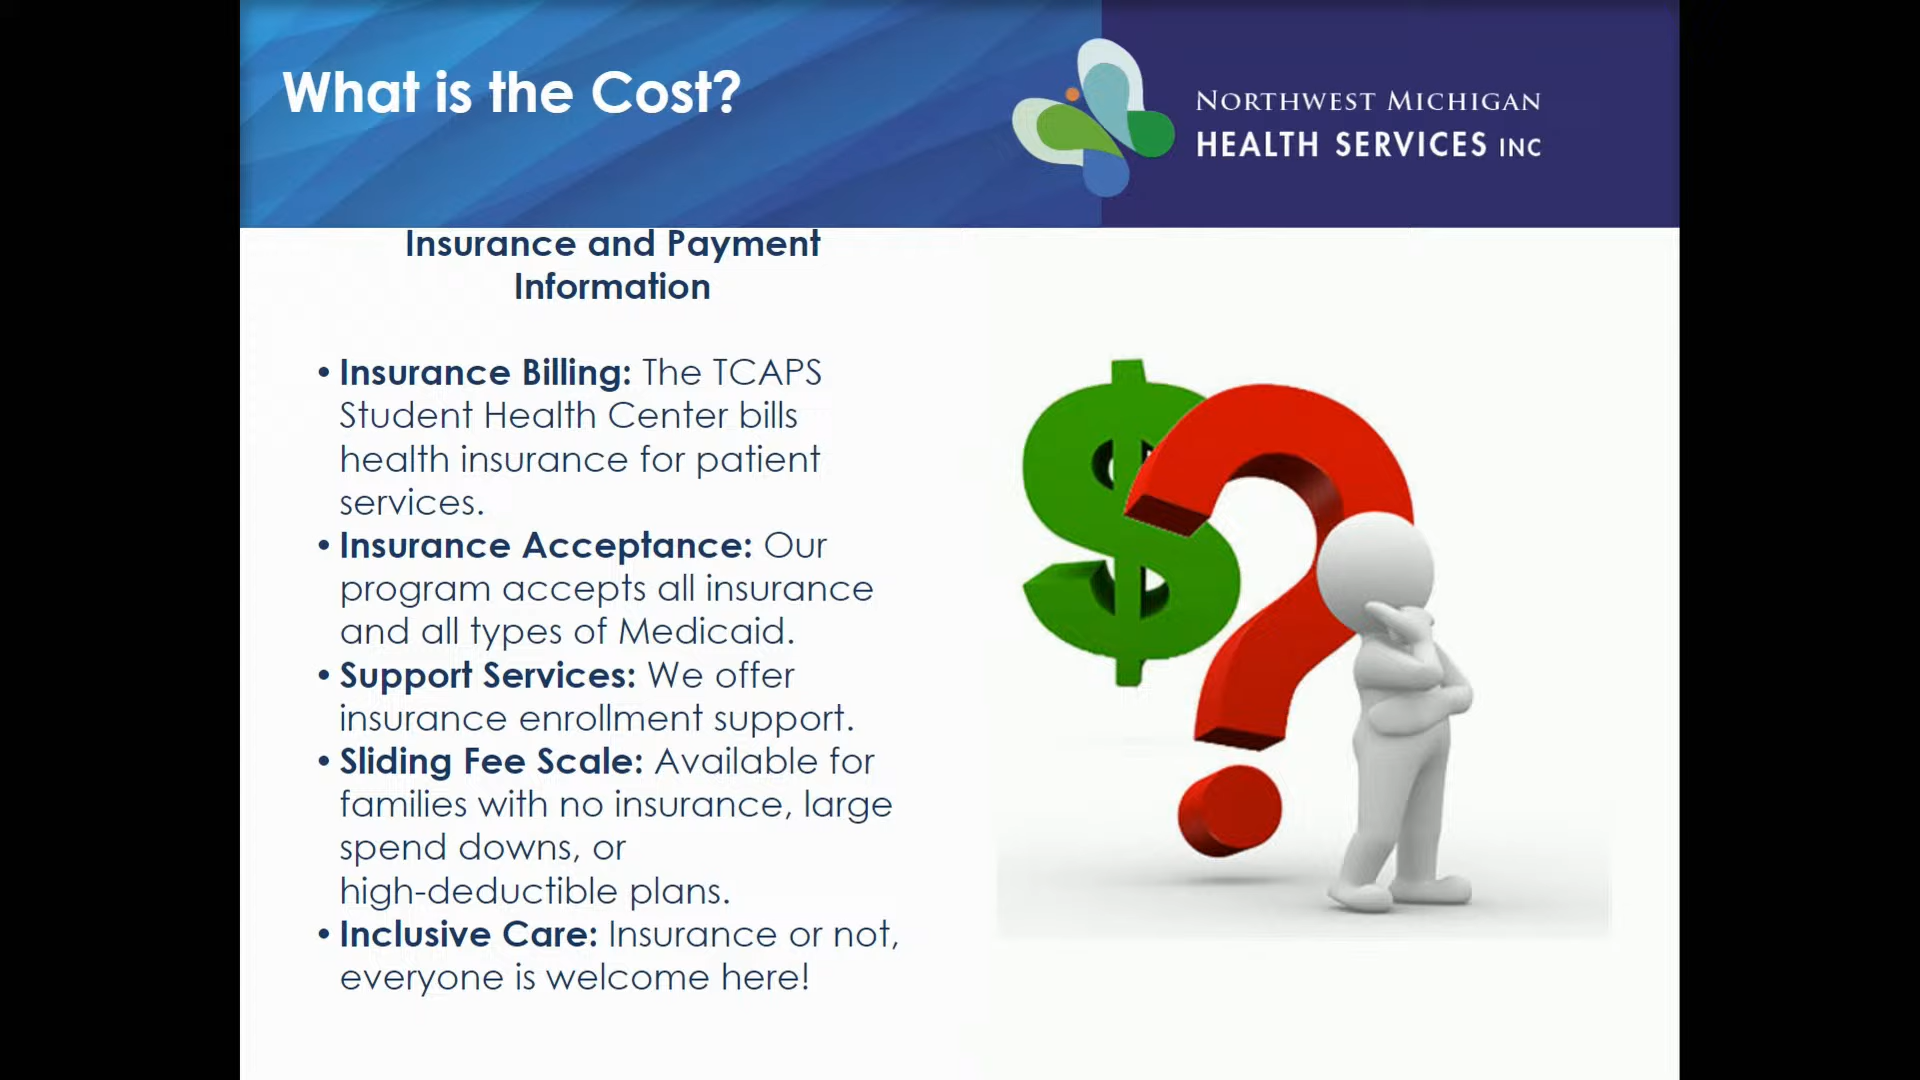 What is the Cost?
NORTHWEST MICHIGAN
HEALTH SERVICES INC
Insurance and Payment
Information
• Insurance Billing: The TCAPS
Student Health Center bills
health insurance for patient
services.
• Insurance Acceptance: Our
program accepts all insurance
and all types of Medicaid.
• Support Services: We offer
insurance enrollment support.
• Sliding Fee Scale: Available for
families with no insurance, large
spend downs, or
high-deductible plans.
• Inclusive Care: Insurance or not,
everyone is welcome here!